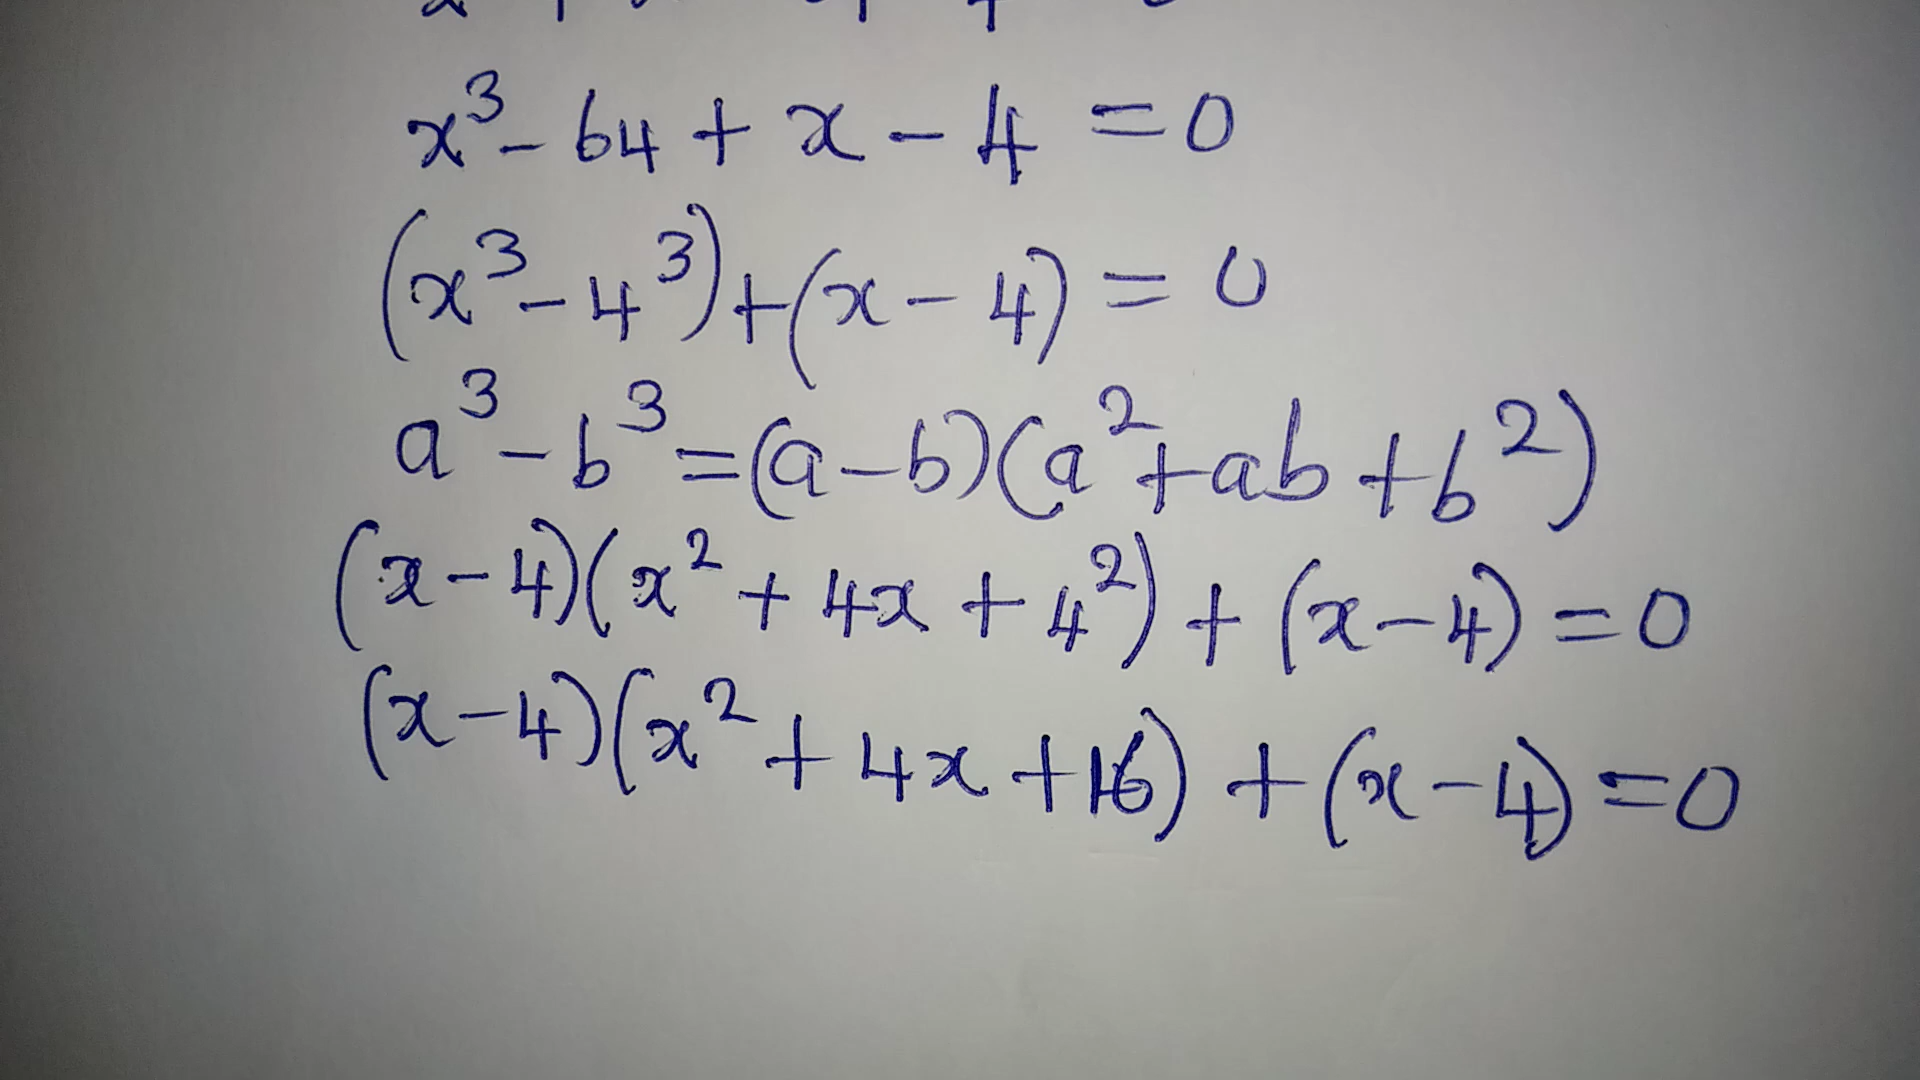 x³ - 64 + x - 4 = 0
(x³ - 4³) + (x - 4) = 0
a³ - b³ = (a - b)(a² + ab + b²)
(x - 4)(x² + 4x + 4²) + (x - 4) = 0
(x - 4)(x² + 4x + 16) + (x - 4) = 0